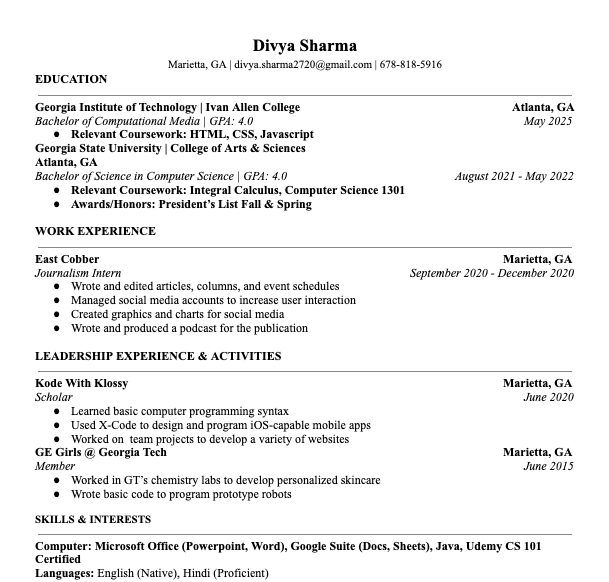 Divya Sharma
Marietta, GA | divya.sharma2720@gmail.com | 678-818-5916
EDUCATION
Georgia Institute of Technology | Ivan Allen College Atlanta, GA
Bachelor of Computational Media | GPA: 4.0 May 2025
● Relevant Coursework: HTML, CSS, Javascript
Georgia State University | College of Arts & Sciences
Atlanta, GA
Bachelor of Science in Computer Science | GPA: 4.0 August 2021 - May 2022
● Relevant Coursework: Integral Calculus, Computer Science 1301
● Awards/Honors: President's List Fall & Spring
WORK EXPERIENCE
East Cobber Marietta, GA
Journalism Intern September 2020 - December 2020
● Wrote and edited articles, columns, and event schedules
● Managed social media accounts to increase user interaction
● Created graphics and charts for social media
● Wrote and produced a podcast for the publication
LEADERSHIP EXPERIENCE & ACTIVITIES
Kode With Klossy Marietta, GA
Scholar June 2020
● Learned basic computer programming syntax
● Used X-Code to design and program iOS-capable mobile apps
● Worked on team projects to develop a variety of websites
GE Girls @ Georgia Tech Marietta, GA
Member June 2015
● Worked in GT's chemistry labs to develop personalized skincare
● Wrote basic code to program prototype robots
SKILLS & INTERESTS
Computer: Microsoft Office (Powerpoint, Word), Google Suite (Docs, Sheets), Java, Udemy CS 101
Certified
Languages: English (Native), Hindi (Proficient)